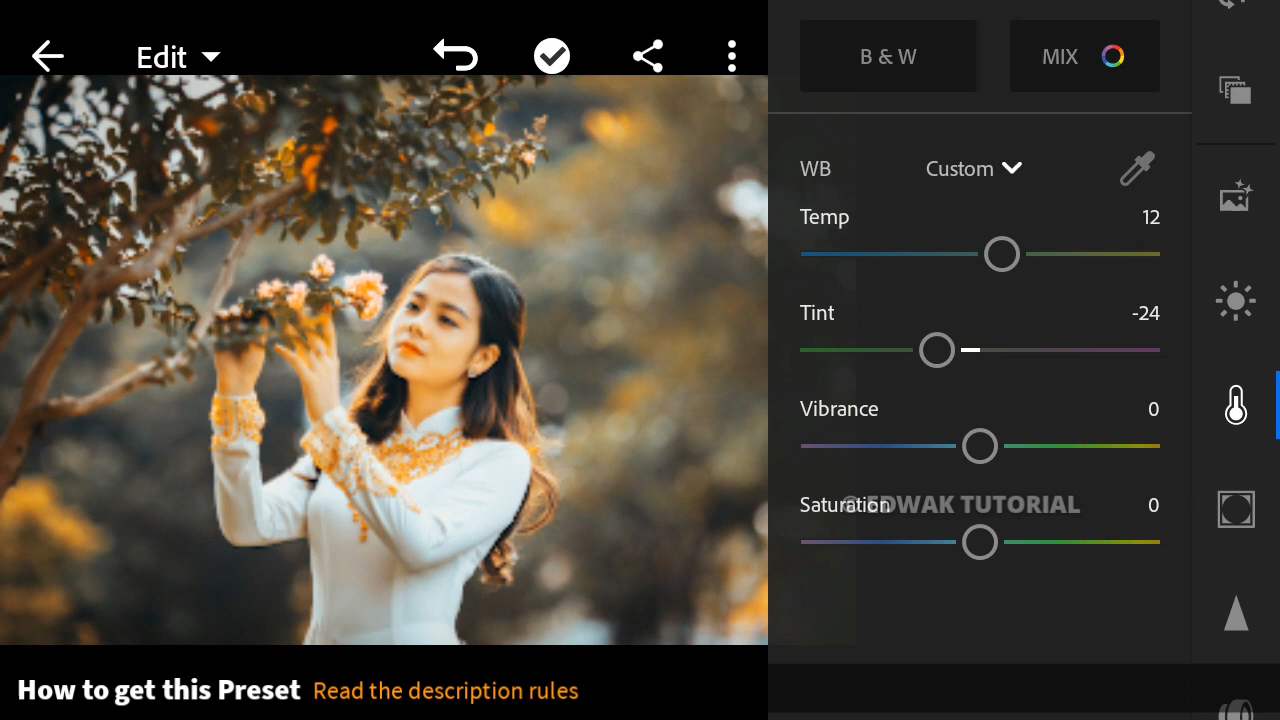 Edit
B & W
MIX
WB
Custom
Temp
12
Tint
-24
Vibrance
0
© EDWAK TUTORIAL
Saturation
0
How to get this Preset Read the description rules